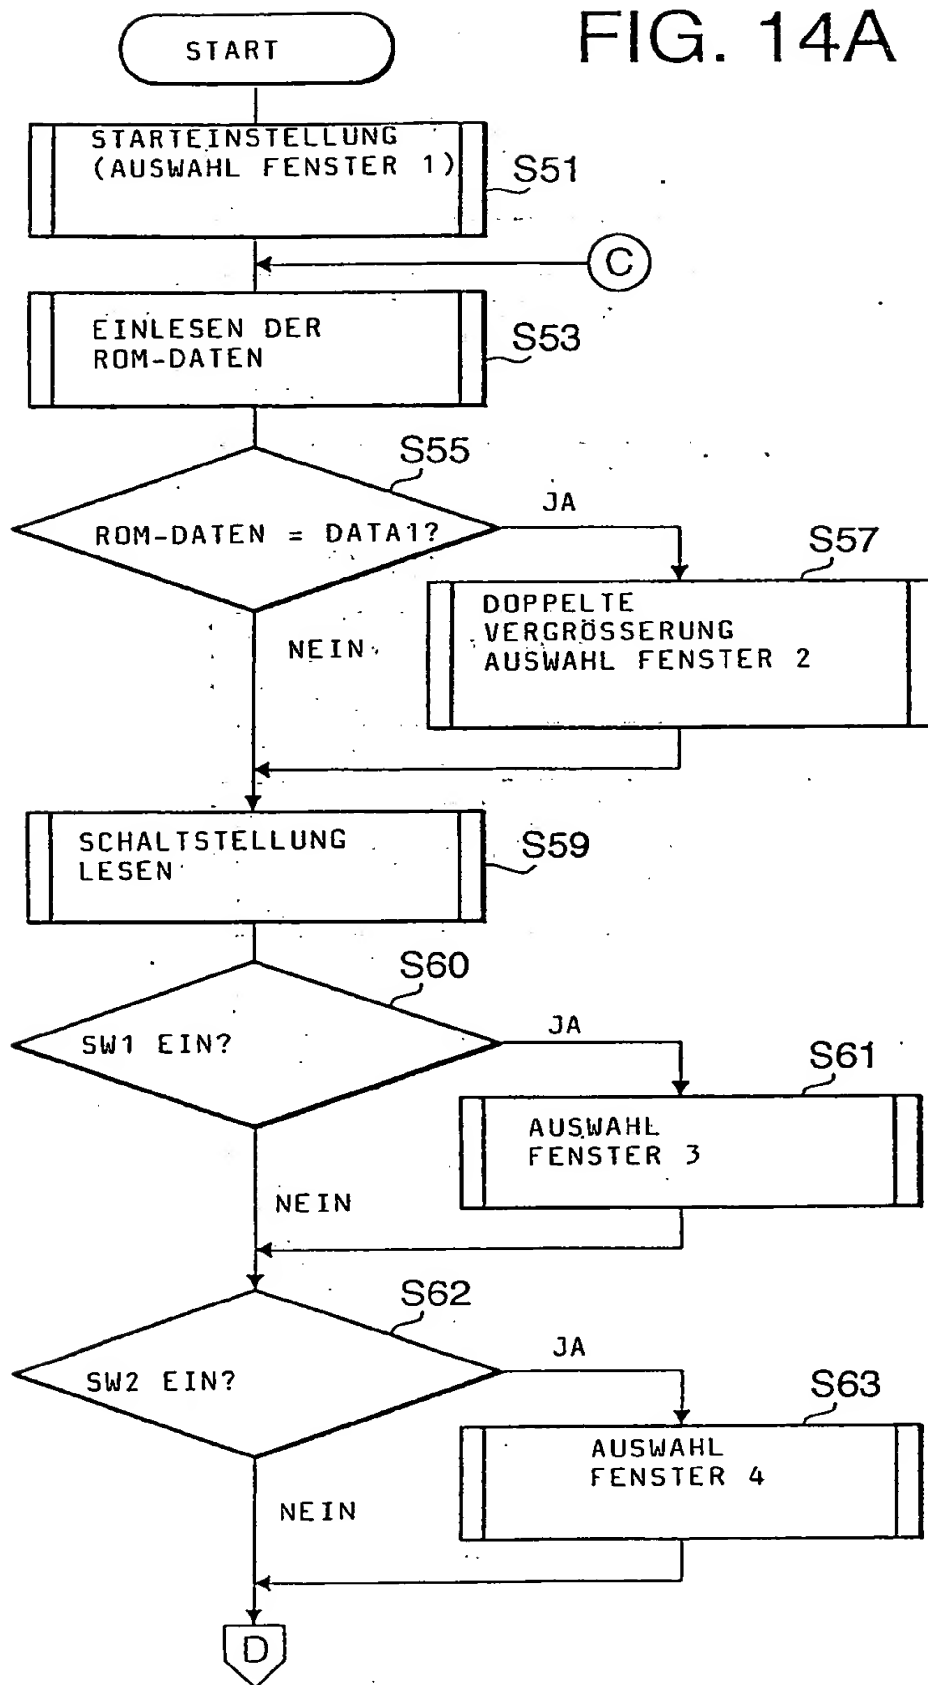 FIG. 14A
START
STARTEINSTELLUNG
(AUSWAHL FENSTER 1)
S51
C
EINLESEN DER
ROM-DATEN
S53
S55
ROM-DATEN = DATA1?
JA
S57
DOPPELTE
VERGRÖSSERUNG
AUSWAHL FENSTER 2
NEIN
SCHALTSTELLUNG
LESEN
S59
S60
SW1 EIN?
JA
S61
AUSWAHL
FENSTER 3
NEIN
S62
SW2 EIN?
JA
S63
AUSWAHL
FENSTER 4
NEIN
D